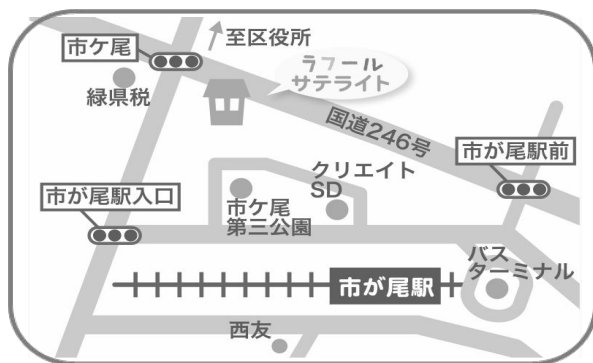 至区役所
市ケ尾
ラフール
サテライト
緑県税
国道246号
市が尾駅前
クリエイト
SD
市が尾駅入口
市ケ尾
第三公園
バス
ターミナル
市が尾駅
西友